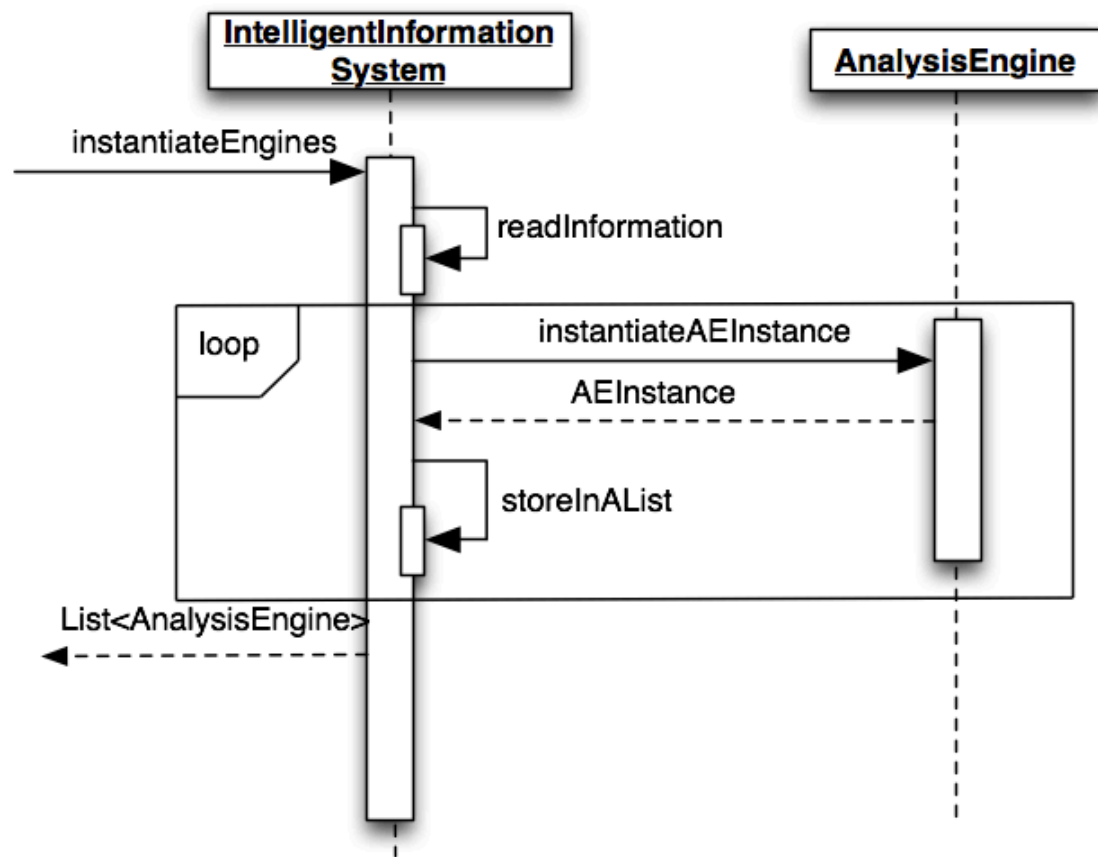 IntelligentInformation
System
AnalysisEngine
instantiateEngines
readInformation
loop
instantiateAEInstance
AEInstance
storeInAList
List<AnalysisEngine>